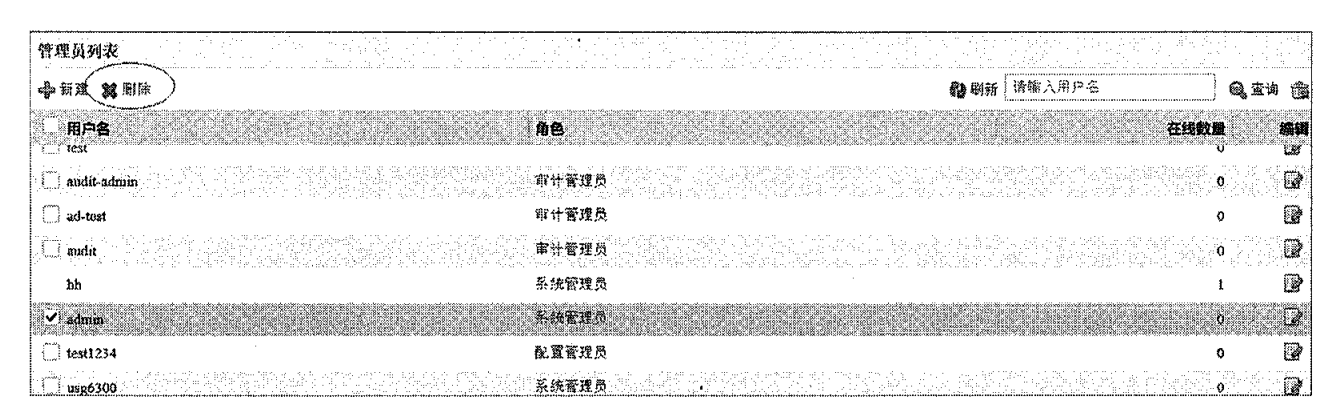 管理员列表
新建 删除 刷新 请输入用户名 查询
用户名 角色 在线数量 编辑
test 0
audit-admin 审计管理员 0
ad-test 审计管理员 0
audit 审计管理员 0
hh 系统管理员 1
admin 系统管理员 0
test1234 配置管理员 0
usg6300 系统管理员 0